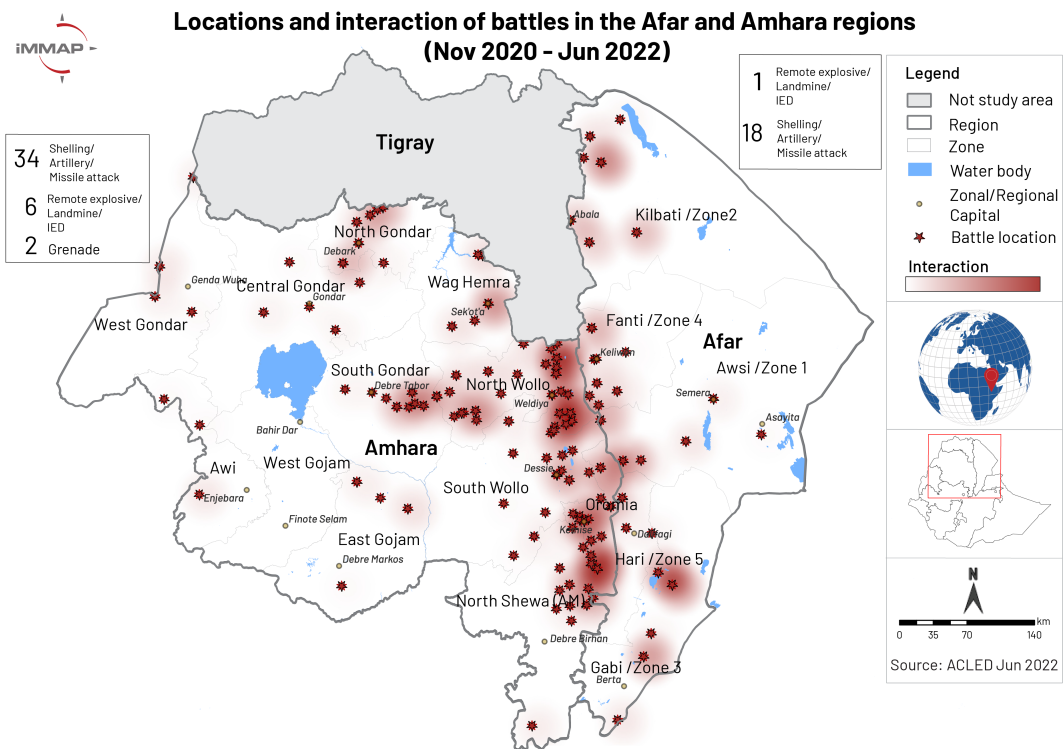 Locations and interaction of battles in the Afar and Amhara regions
(Nov 2020 - Jun 2022)
iMMAP
34
Shelling/
Artillery/
Missile attack
6
Remote explosive/
Landmine/
IED
2
Grenade
1
Remote explosive/
Landmine/
IED
18
Shelling/
Artillery/
Missile attack
Legend
Not study area
Region
Zone
Water body
Zonal/Regional
Capital
Battle location
Interaction
Tigray
Abala
Kilbati /Zone2
North Gondar
Debark
Genda Wuha
Central Gondar
Gondar
Wag Hemra
Sek'ot'a
West Gondar
Fanti /Zone 4
Afar
Keliwan
Awsi /Zone 1
South Gondar
Debre Tabor
North Wollo
Weldiya
Semera
Asayita
Bahir Dar
Amhara
West Gojam
Awi
Enjebara
Dessie
South Wollo
Oromia
Finote Selam
Kemise
East Gojam
Debre Markos
Hari /Zone 5
North Shewa (AM)
Debre Birhan
Gabi /Zone 3
Berta
N
km
0 35 70 140
Source: ACLED Jun 2022